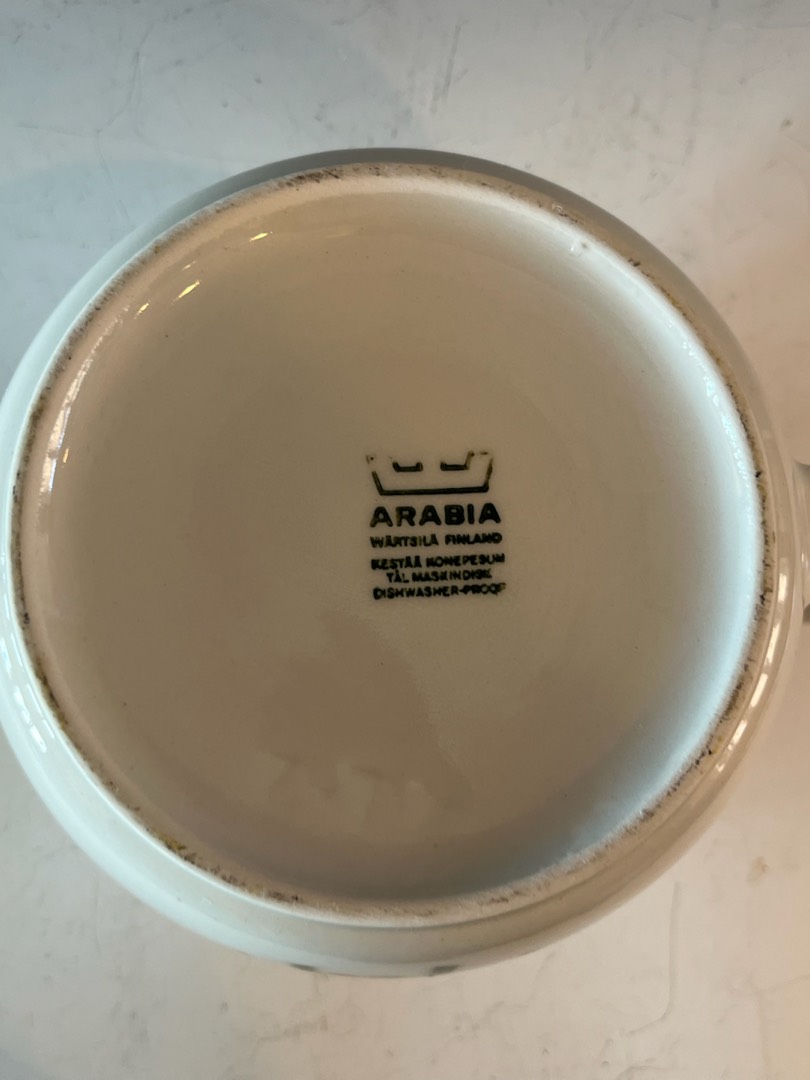 ARABIA
WÄRTSILÄ FINLAND
KESTÄÄ KONEPESUN
TÅL MASKINDISK
DISHWASHER-PROOF